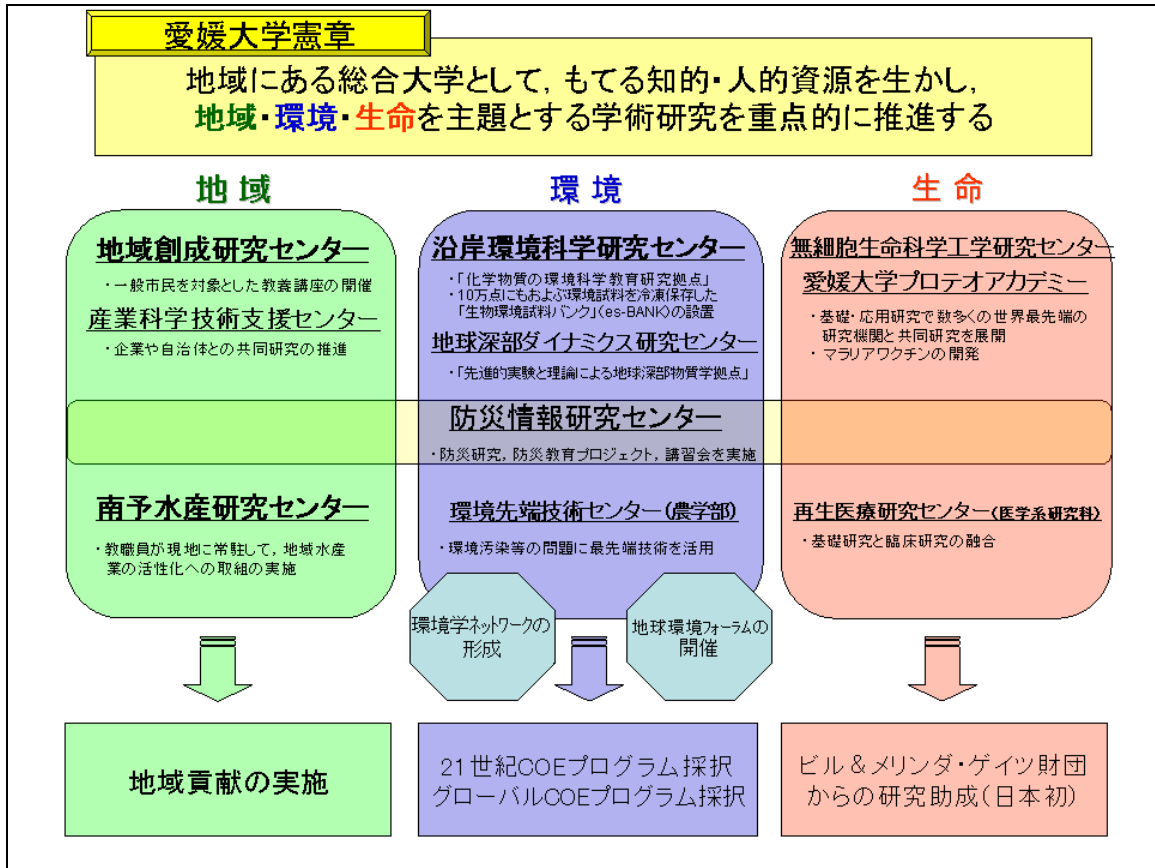 愛媛大学憲章
地域にある総合大学として，もてる知的・人的資源を生かし，
地域・環境・生命を主題とする学術研究を重点的に推進する
地 域
地域創成研究センター
・一般市民を対象とした教養講座の開催
産業科学技術支援センター
・企業や自治体との共同研究の推進
環 境
沿岸環境科学研究センター
・「化学物質の環境科学教育研究拠点」
・10万点にもおよぶ環境試料を冷凍保存した
「生物環境試料バンク」(es-BANK)の設置
地球深部ダイナミクス研究センター
・「先進的実験と理論による地球深部物質学拠点」
生 命
無細胞生命科学工学研究センター
愛媛大学プロテオアカデミー
・基礎・応用研究で数多くの世界最先端の
研究機関と共同研究を展開
・マラリアワクチンの開発
防災情報研究センター
・防災研究，防災教育プロジェクト，講習会を実施
南予水産研究センター
・教職員が現地に常駐して，地域水産
業の活性化への取組の実施
環境先端技術センター(農学部)
・環境汚染等の問題に最先端技術を活用
再生医療研究センター(医学系研究科)
・基礎研究と臨床研究の融合
環境学ネットワークの
形成
地球環境フォーラムの
開催
地域貢献の実施
21世紀COEプログラム採択
グローバルCOEプログラム採択
ビル＆メリンダ・ゲイツ財団
からの研究助成(日本初)